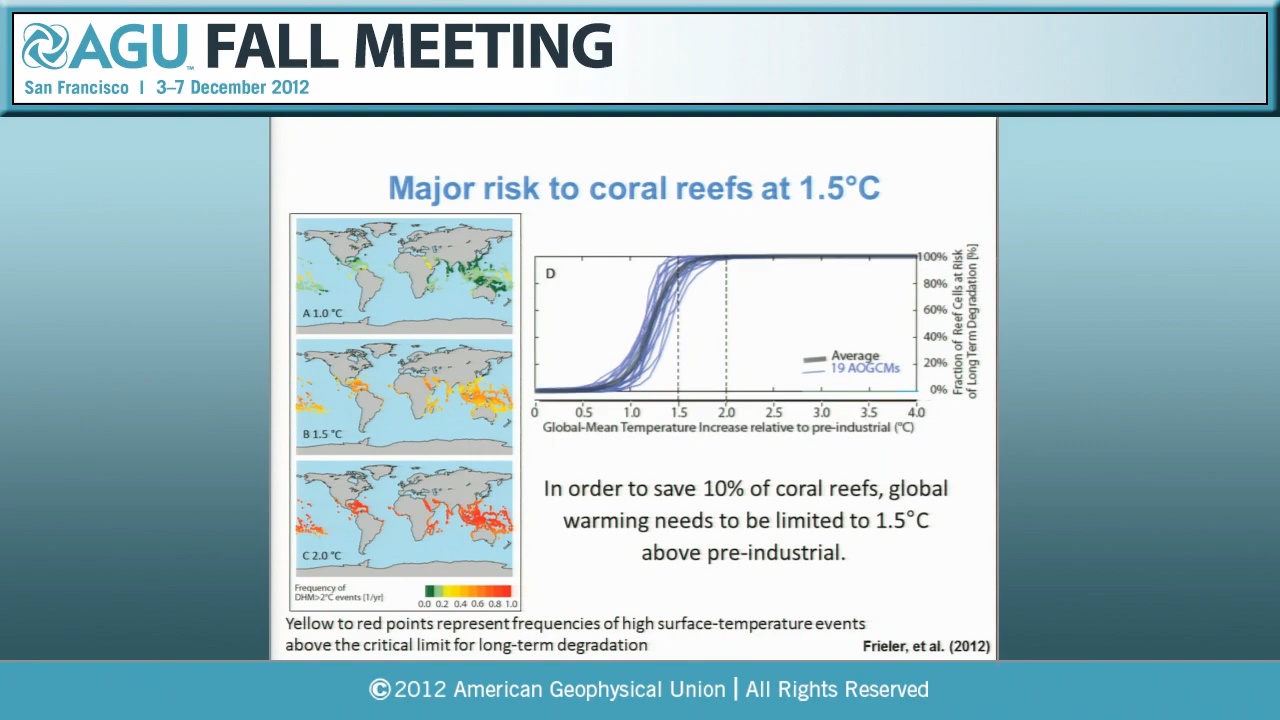 AGU™ FALL MEETING
San Francisco | 3–7 December 2012
Major risk to coral reefs at 1.5°C
A 1.0 °C
B 1.5 °C
C 2.0 °C
Frequency of
DHM>2°C events [1/yr]
0.0 0.2 0.4 0.6 0.8 1.0
D
100%
80%
60%
40%
20%
0%
Fraction of Reef Cells at Risk
of Long Term Degradation [%]
Average
19 AOGCMs
0 0.5 1.0 1.5 2.0 2.5 3.0 3.5 4.0
Global-Mean Temperature Increase relative to pre-industrial (°C)
In order to save 10% of coral reefs, global
warming needs to be limited to 1.5°C
above pre-industrial.
Yellow to red points represent frequencies of high surface-temperature events
above the critical limit for long-term degradation
Frieler, et al. (2012)
©2012 American Geophysical Union | All Rights Reserved